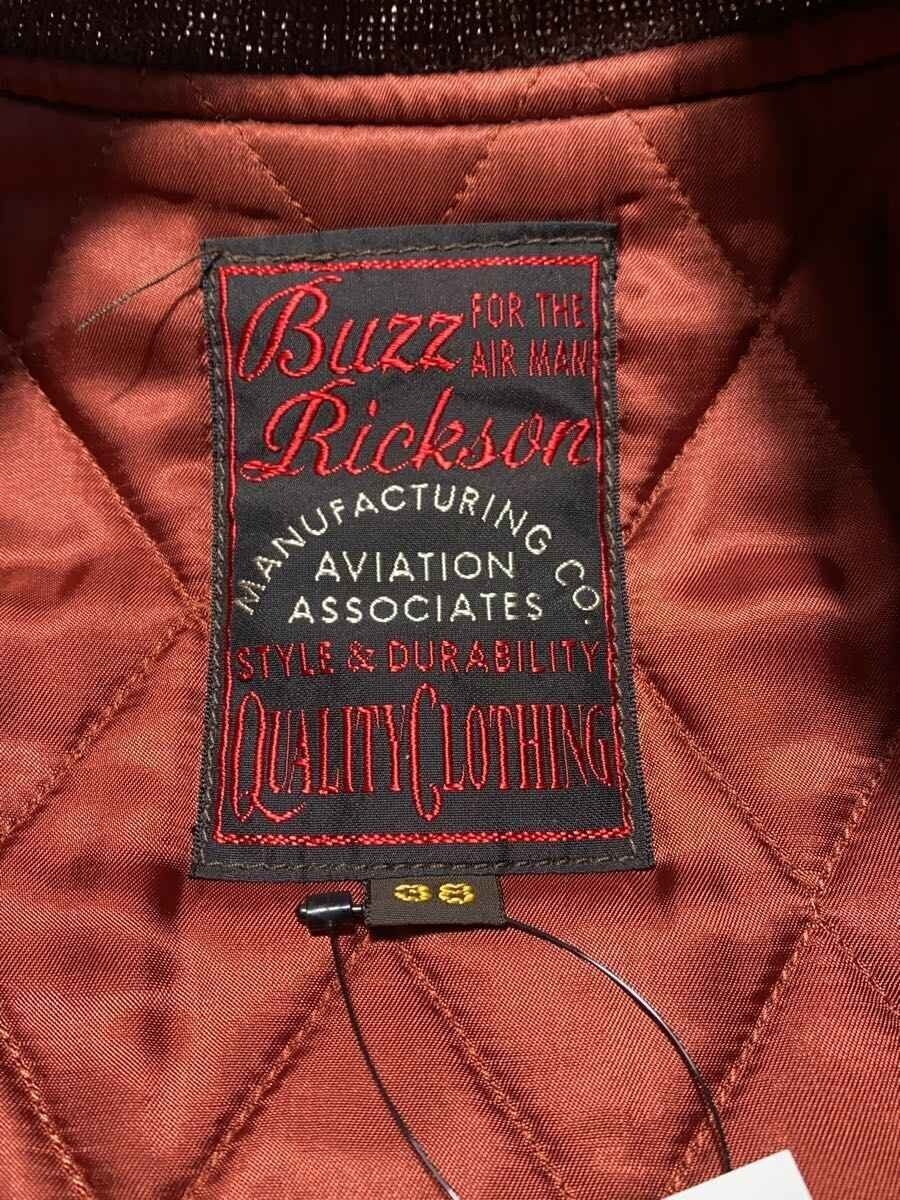 Buzz
FOR THE
AIR MAN
Rickson
MANUFACTURING CO.
AVIATION
ASSOCIATES
STYLE & DURABILITY
QUALITY CLOTHING
38